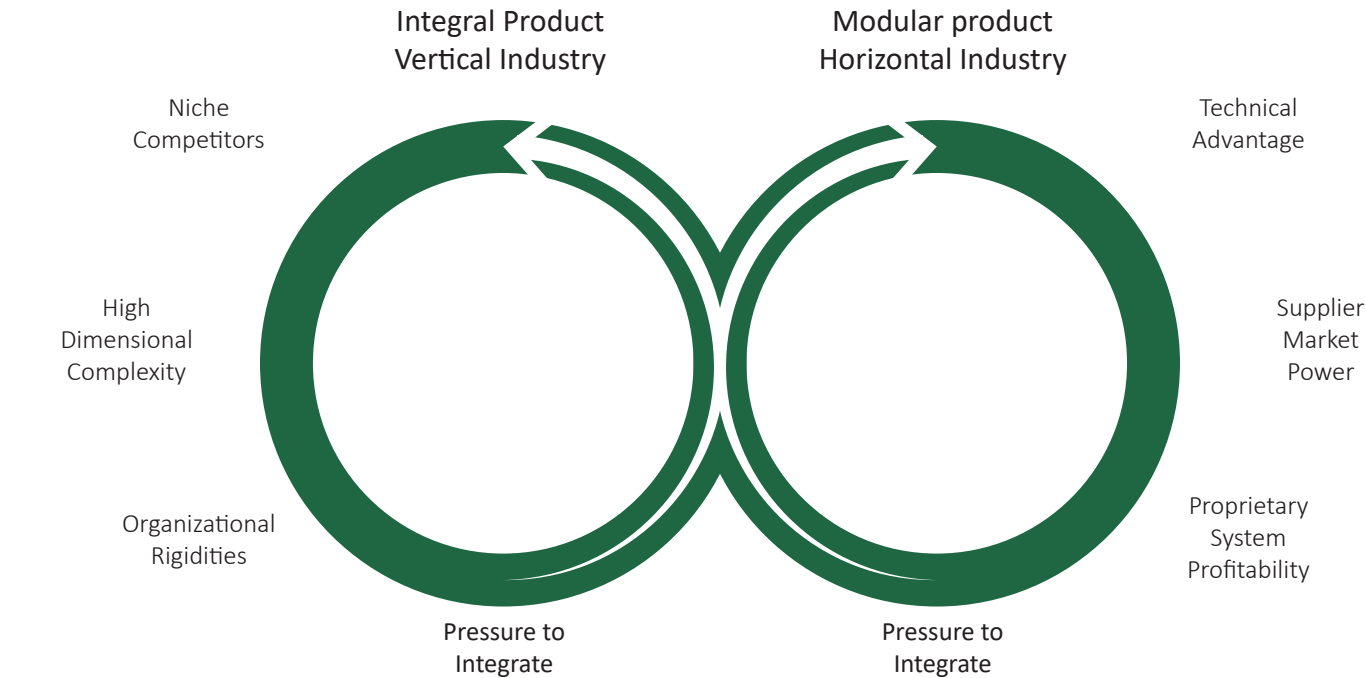 Integral Product
Vertical Industry
Modular product
Horizontal Industry
Niche
Competitors
Technical
Advantage
High
Dimensional
Complexity
Supplier
Market
Power
Organizational
Rigidities
Proprietary
System
Profitability
Pressure to
Integrate
Pressure to
Integrate